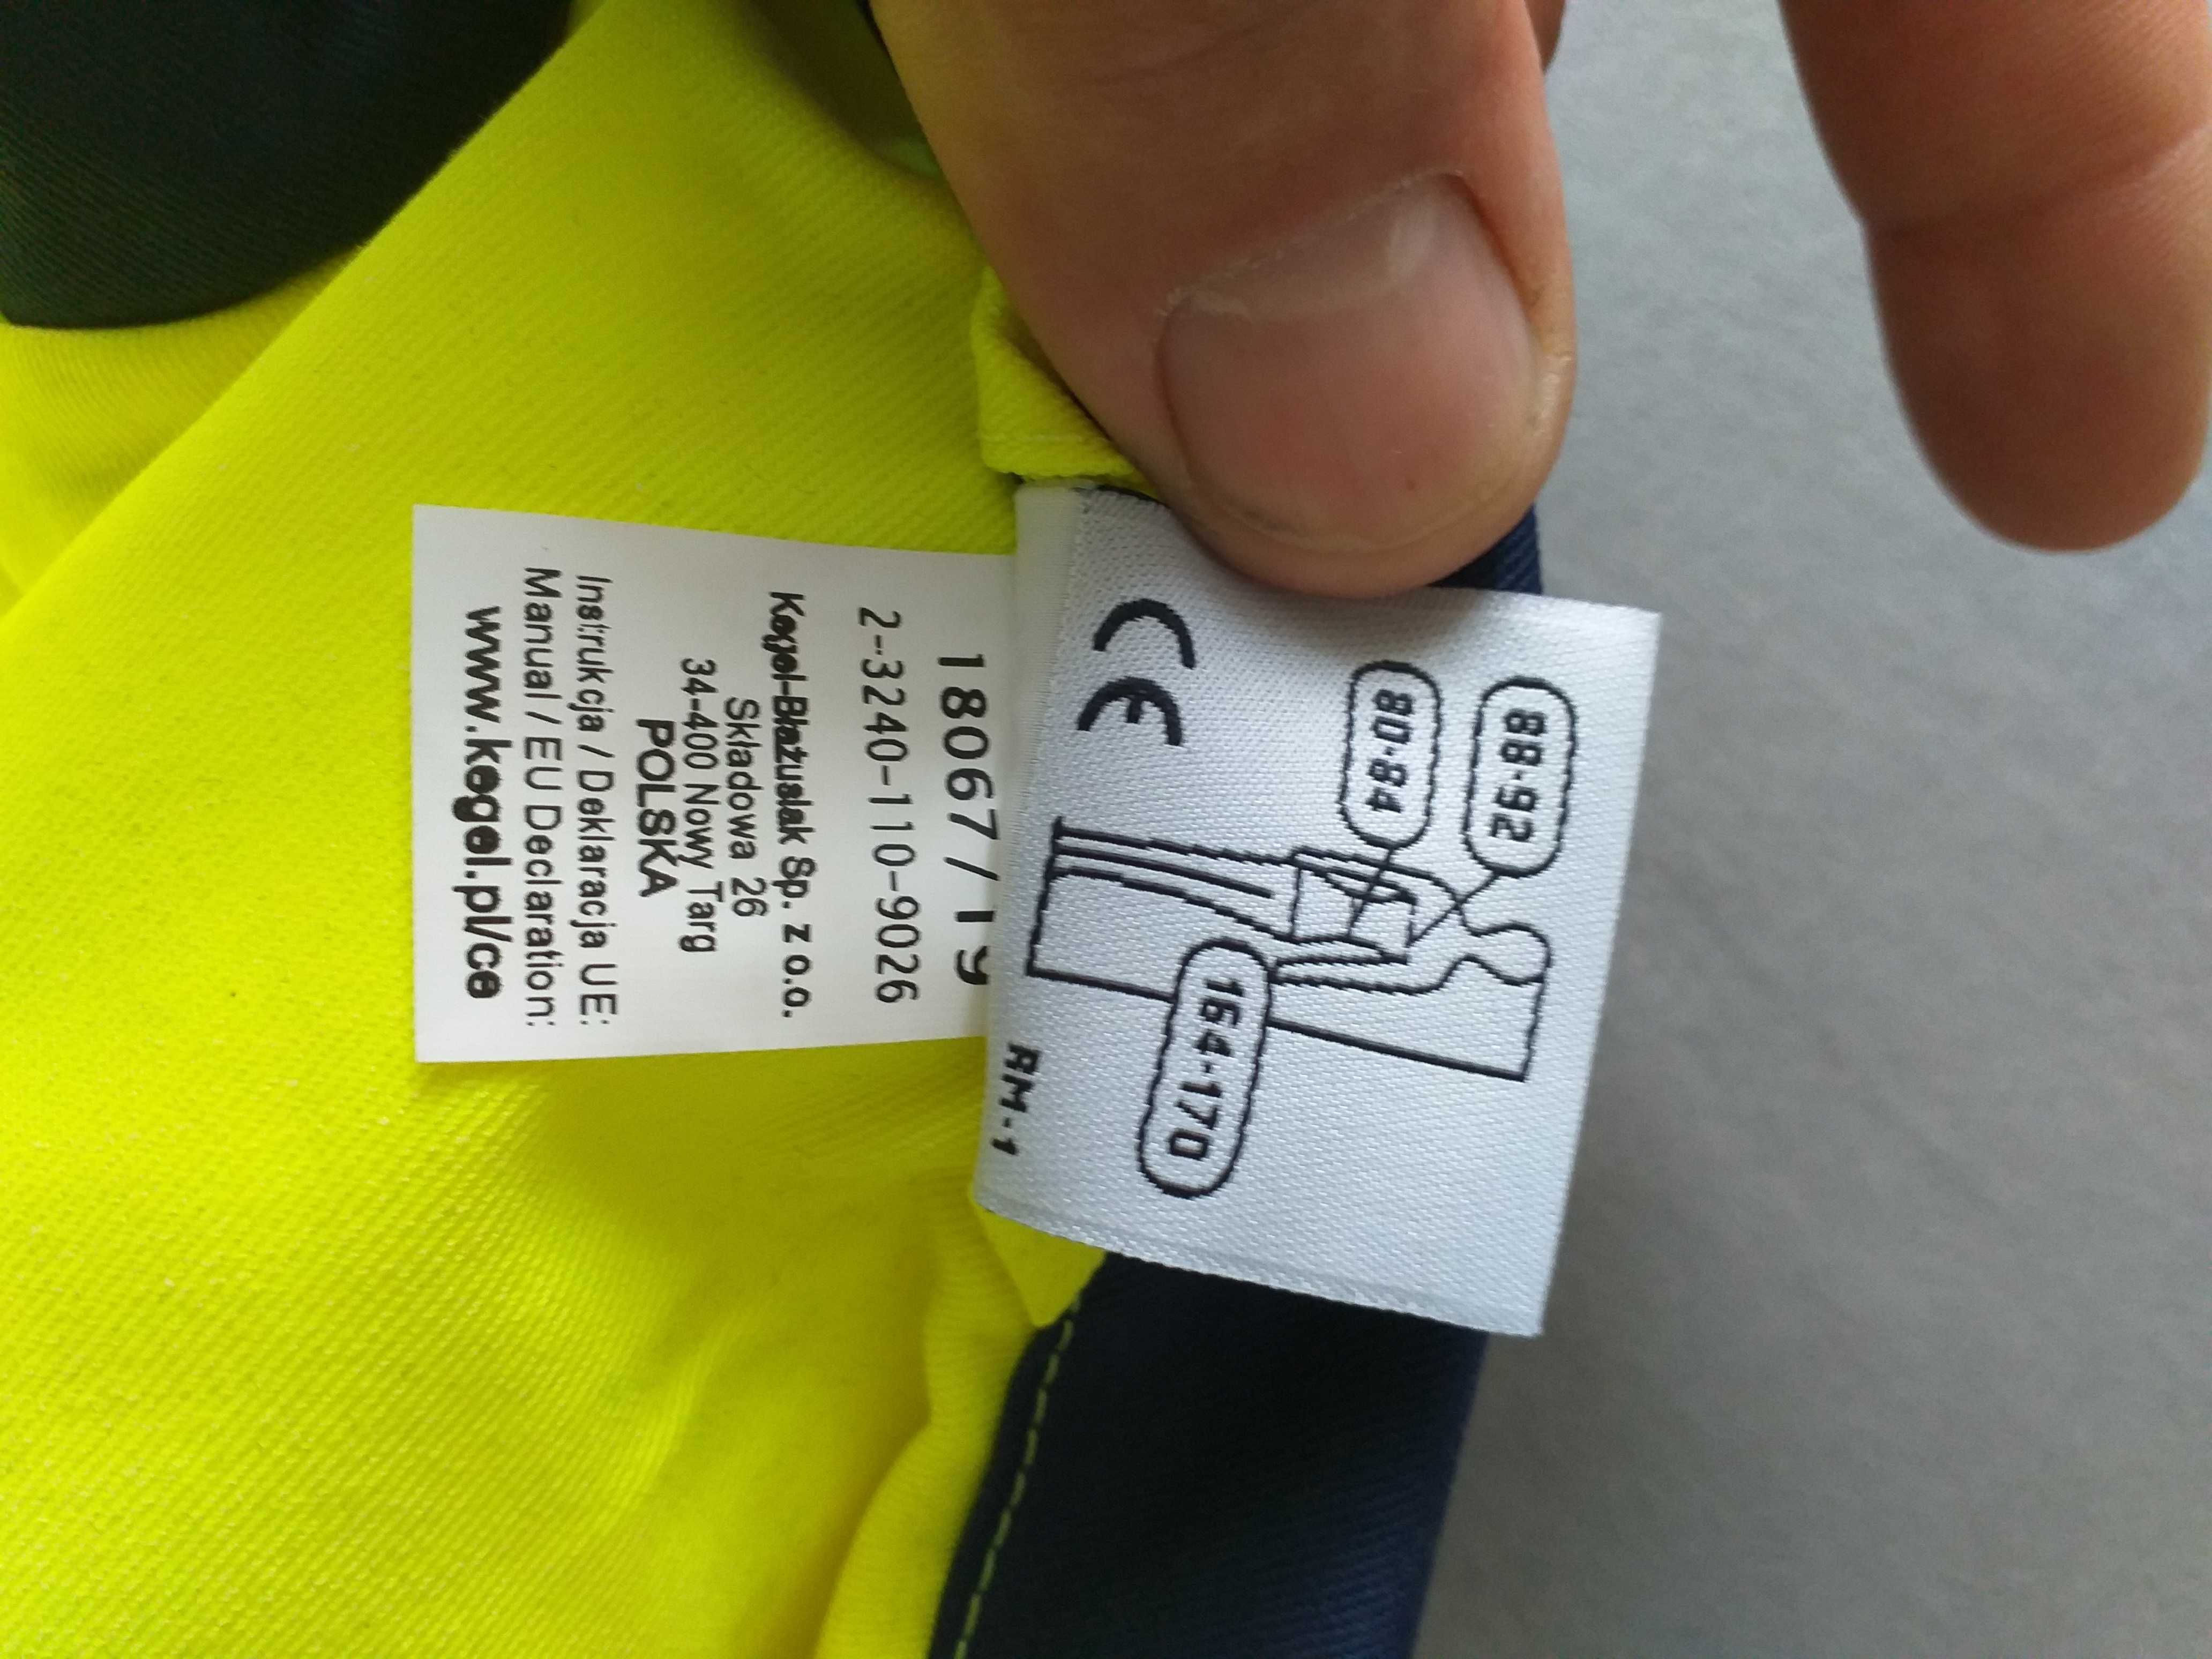 88-92
80-84
164-170
CE
RM-1
18067/19
2-3240-110-9026
Kegel-Błażusiak Sp. z o.o.
Składowa 26
34-400 Nowy Targ
POLSKA
Instrukcja / Deklaracja UE:
Manual / EU Declaration:
www.kegel.pl/ce